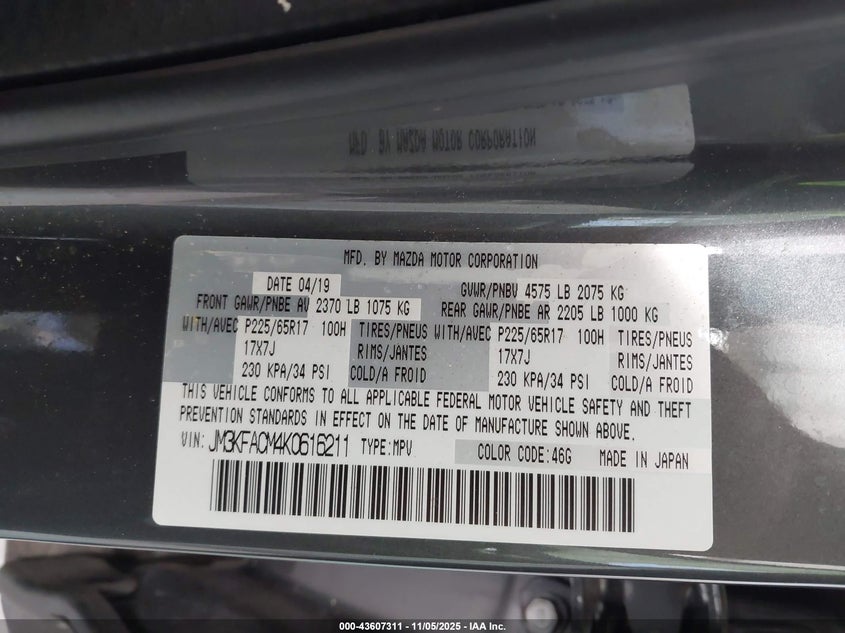 MFD. BY MAZDA MOTOR CORPORATION
MFD. BY MAZDA MOTOR CORPORATION
DATE 04/19 GVWR/PNBV 4575 LB 2075 KG
FRONT GAWR/PNBE AV 2370 LB 1075 KG REAR GAWR/PNBE AR 2205 LB 1000 KG
WITH/AVEC P225/65R17 100H TIRES/PNEUS WITH/AVEC P225/65R17 100H TIRES/PNEUS
17X7J RIMS/JANTES 17X7J RIMS/JANTES
230 KPA/34 PSI COLD/A FROID 230 KPA/34 PSI COLD/A FROID
THIS VEHICLE CONFORMS TO ALL APPLICABLE FEDERAL MOTOR VEHICLE SAFETY AND THEFT
PREVENTION STANDARDS IN EFFECT ON THE DATE OF MANUFACTURE SHOWN ABOVE.
VIN: JM3KFACM4K0616211 TYPE:MPV COLOR CODE:46G MADE IN JAPAN
000-43607311 - 11/05/2025 - IAA Inc.